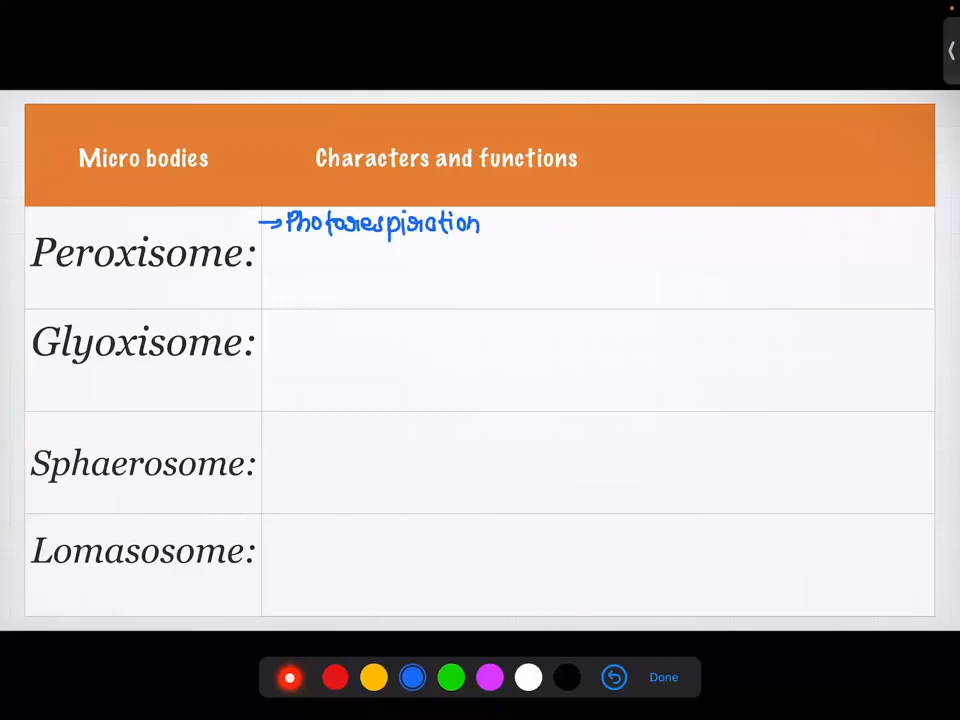 Micro bodies Characters and functions
→ Photorespiration
Peroxisome:
Glyoxisome:
Sphaerosome:
Lomasosome:
Done